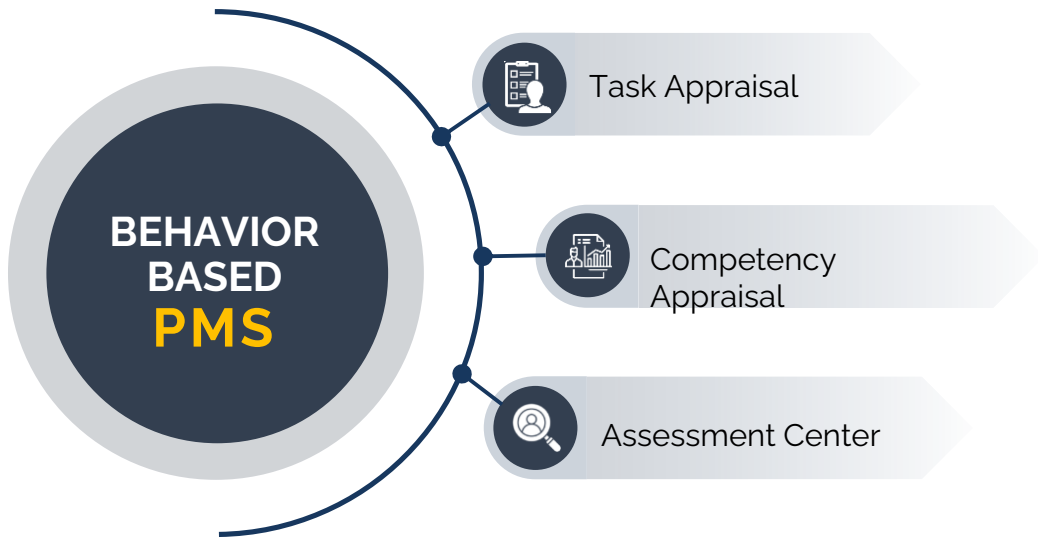 BEHAVIOR
BASED
PMS
Task Appraisal
Competency
Appraisal
Assessment Center